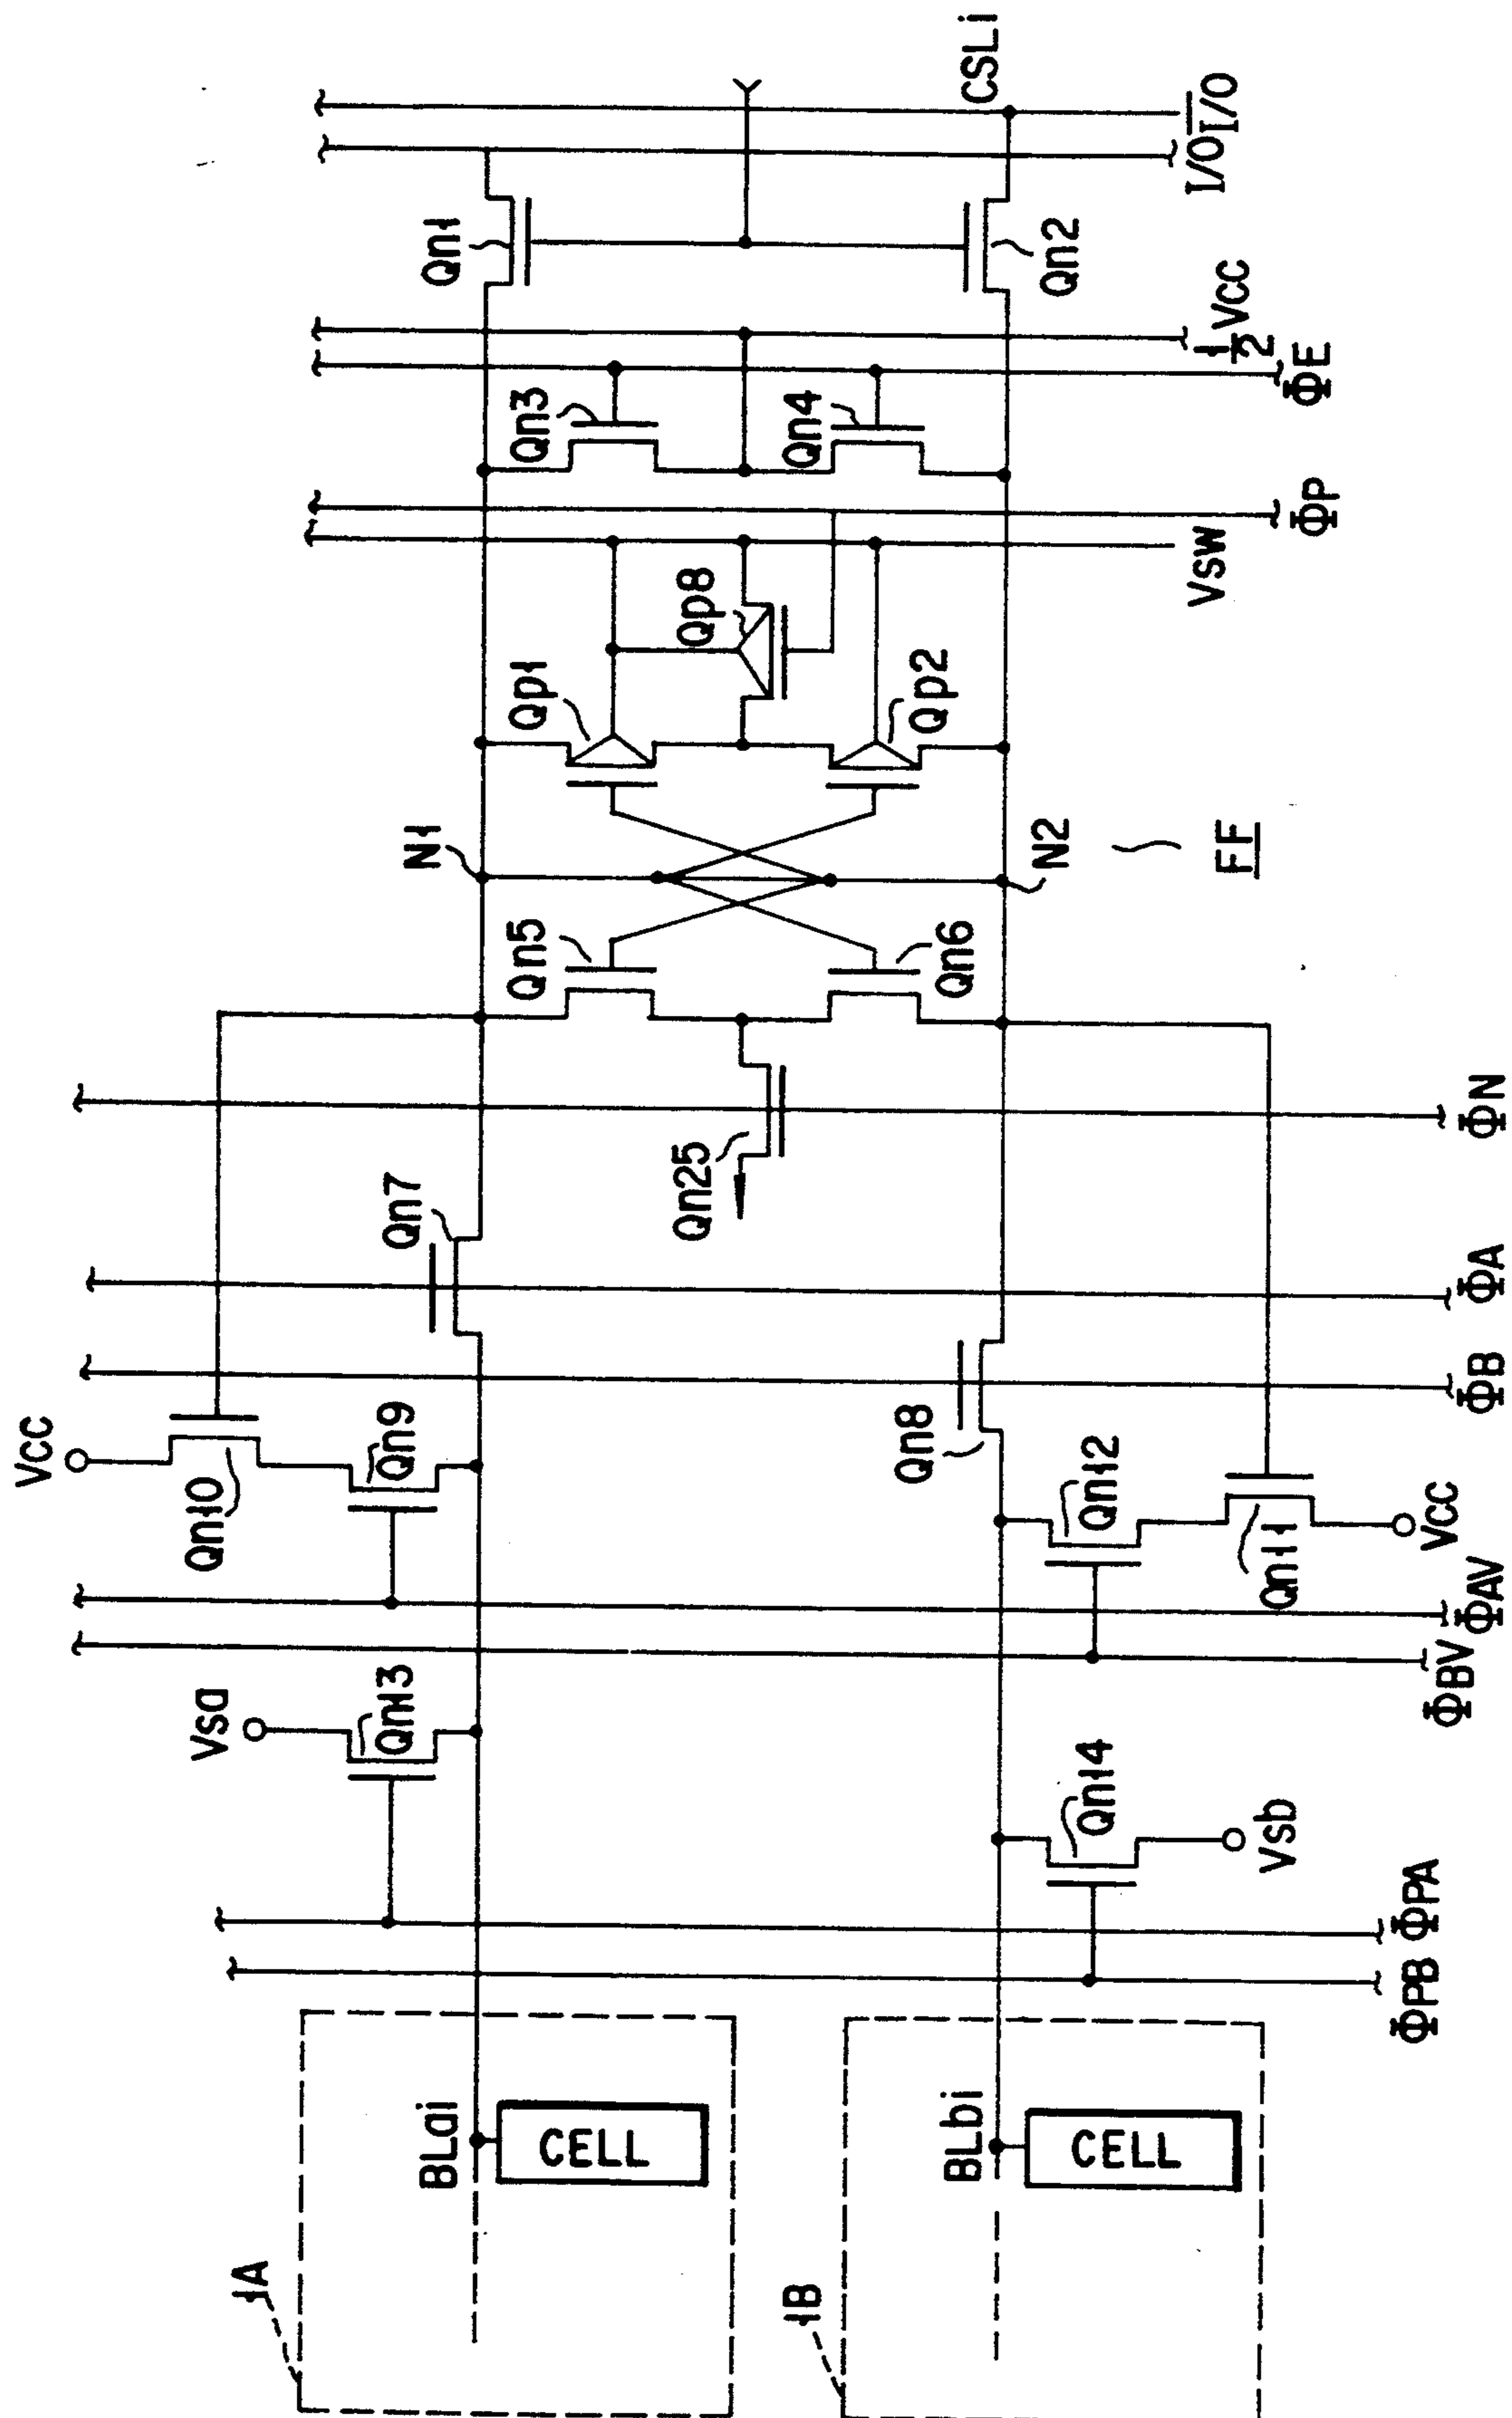 1A
BLai
CELL
1B
BLbi
CELL
ΦPB
ΦPA
Vsa
Qn13
Qn14
Vsb
ΦBV
ΦAV
VCC
Qn10
Qn9
Qn12
Qn11
VCC
Qn8
ΦB
ΦA
Qn7
Qn25
ΦN
Qn5
Qn6
N1
N2
FF
Qp1
Qp8
Qp2
VSW
ΦP
Qn3
Qn4
ΦE
1/2 VCC
Qn1
Qn2
CSLi
I/O
I̅/̅O̅